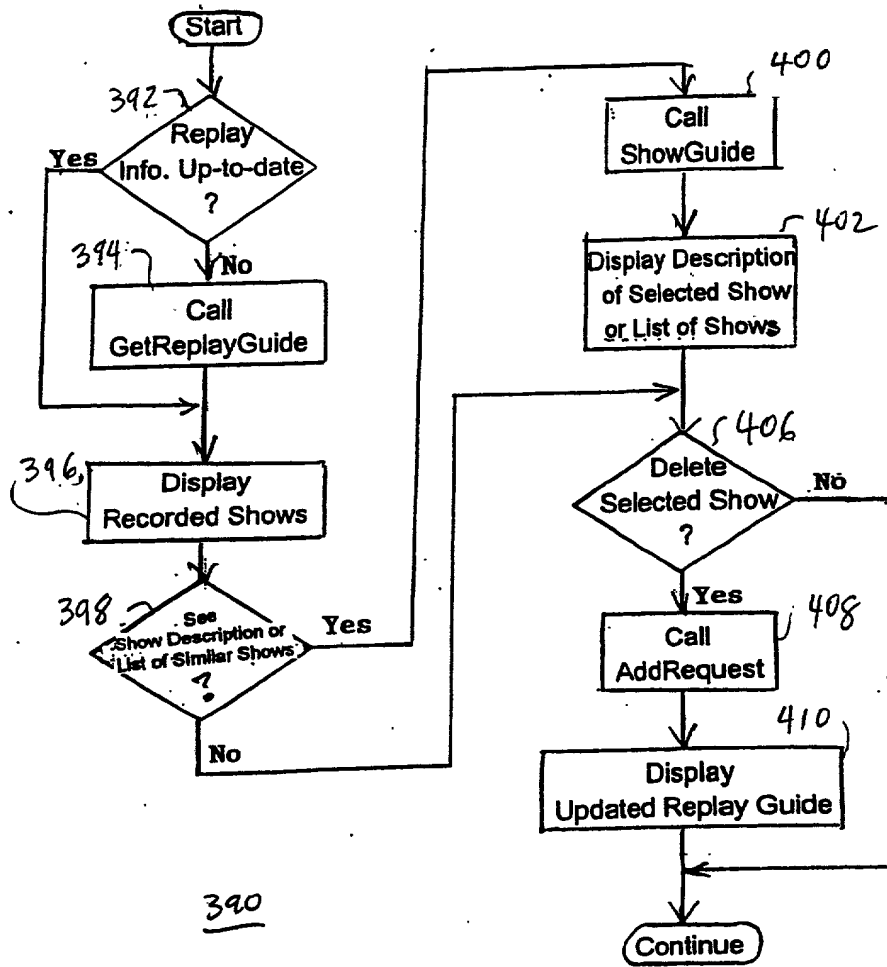 Start
392
Replay
Info. Up-to-date
?
Yes
No
394
Call
GetReplayGuide
396
Display
Recorded Shows
398
See
Show Description or
List of Similar Shows
?
Yes
No
400
Call
ShowGuide
402
Display Description
of Selected Show
or List of Shows
406
Delete
Selected Show
?
No
Yes
408
Call
AddRequest
410
Display
Updated Replay Guide
Continue
390